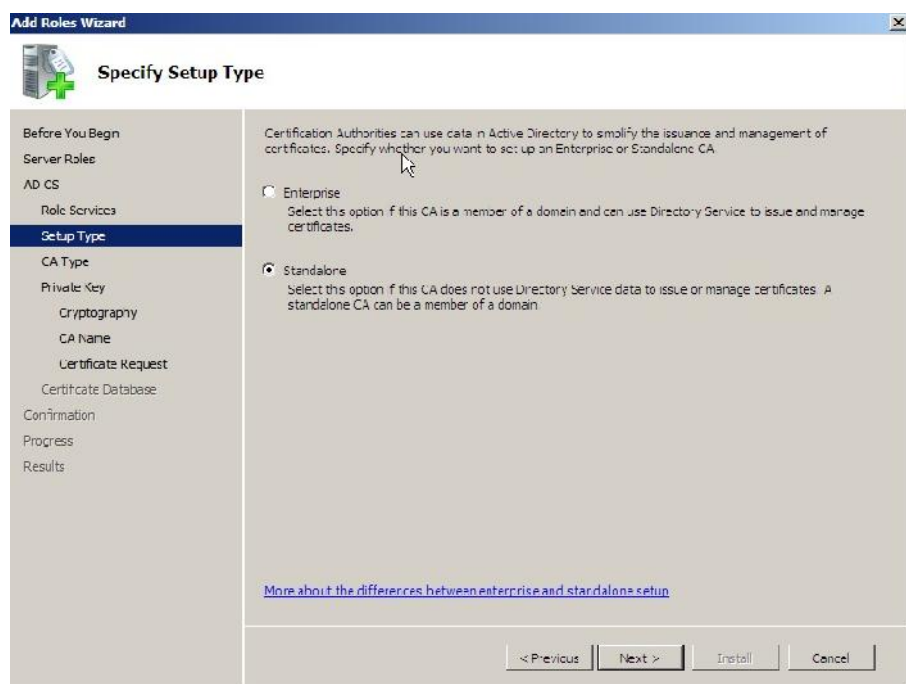 Add Roles Wizard
Specify Setup Type
Before You Begin
Server Roles
AD CS
Role Services
Setup Type
CA Type
Private Key
Cryptography
CA Name
Certificate Request
Certificate Database
Confirmation
Progress
Results
Certification Authorities can use data in Active Directory to simplify the issuance and management of
certificates. Specify whether you want to set up an Enterprise or Standalone CA.
Enterprise
Select this option if this CA is a member of a domain and can use Directory Service to issue and manage
certificates.
Standalone
Select this option if this CA does not use Directory Service data to issue or manage certificates. A
standalone CA can be a member of a domain.
More about the differences between enterprise and standalone setup
< Previous
Next >
Install
Cancel